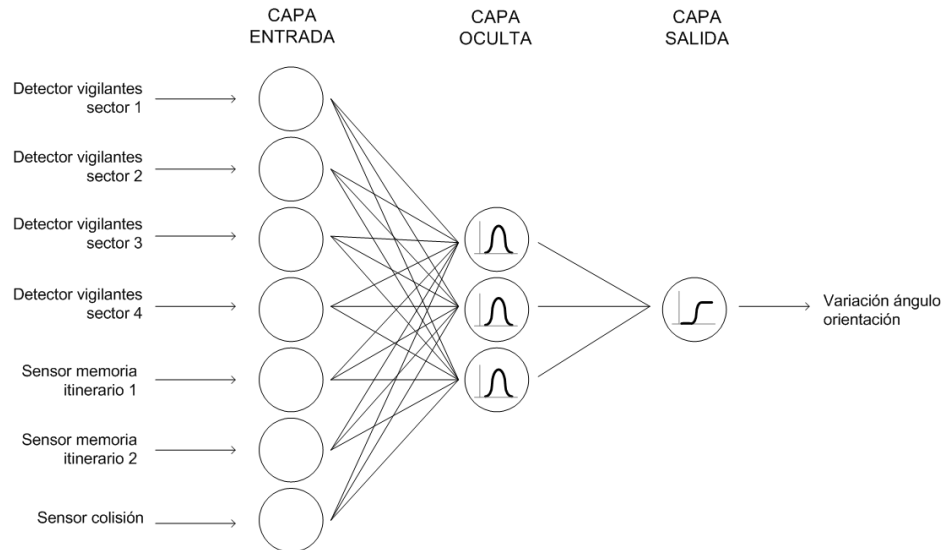 CAPA
ENTRADA
CAPA
OCULTA
CAPA
SALIDA
Detector vigilantes
sector 1
Detector vigilantes
sector 2
Detector vigilantes
sector 3
Detector vigilantes
sector 4
Sensor memoria
itinerario 1
Sensor memoria
itinerario 2
Sensor colisión
Variación ángulo
orientación